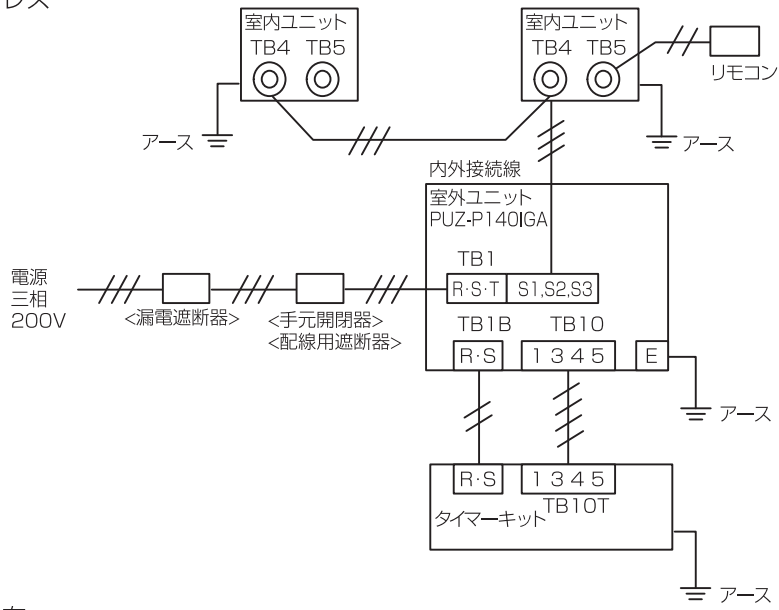 室内ユニット
TB4 TB5
室内ユニット
TB4 TB5
リモコン
アース
アース
内外接続線
室外ユニット
PUZ-P140IGA
TB1
R・S・T S1,S2,S3
電源
三相
200V
<漏電遮断器>
<手元開閉器>
<配線用遮断器>
TB1B TB10
R・S 1 3 4 5 E
アース
R・S 1 3 4 5
TB10T
タイマーキット
アース